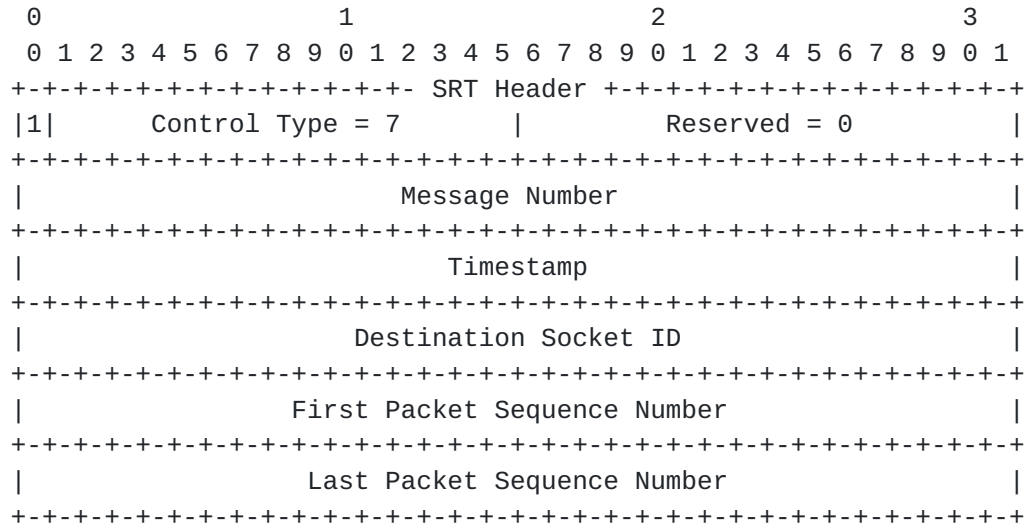 0                   1                   2                   3
 0 1 2 3 4 5 6 7 8 9 0 1 2 3 4 5 6 7 8 9 0 1 2 3 4 5 6 7 8 9 0 1
+-+-+-+-+-+-+-+-+-+-+-+-+- SRT Header +-+-+-+-+-+-+-+-+-+-+-+-+-+
|1|      Control Type = 7       |         Reserved = 0          |
+-+-+-+-+-+-+-+-+-+-+-+-+-+-+-+-+-+-+-+-+-+-+-+-+-+-+-+-+-+-+-+-+
|                        Message Number                         |
+-+-+-+-+-+-+-+-+-+-+-+-+-+-+-+-+-+-+-+-+-+-+-+-+-+-+-+-+-+-+-+-+
|                           Timestamp                           |
+-+-+-+-+-+-+-+-+-+-+-+-+-+-+-+-+-+-+-+-+-+-+-+-+-+-+-+-+-+-+-+-+
|                     Destination Socket ID                     |
+-+-+-+-+-+-+-+-+-+-+-+-+-+-+-+-+-+-+-+-+-+-+-+-+-+-+-+-+-+-+-+-+
|                 First Packet Sequence Number                  |
+-+-+-+-+-+-+-+-+-+-+-+-+-+-+-+-+-+-+-+-+-+-+-+-+-+-+-+-+-+-+-+-+
|                  Last Packet Sequence Number                  |
+-+-+-+-+-+-+-+-+-+-+-+-+-+-+-+-+-+-+-+-+-+-+-+-+-+-+-+-+-+-+-+-+